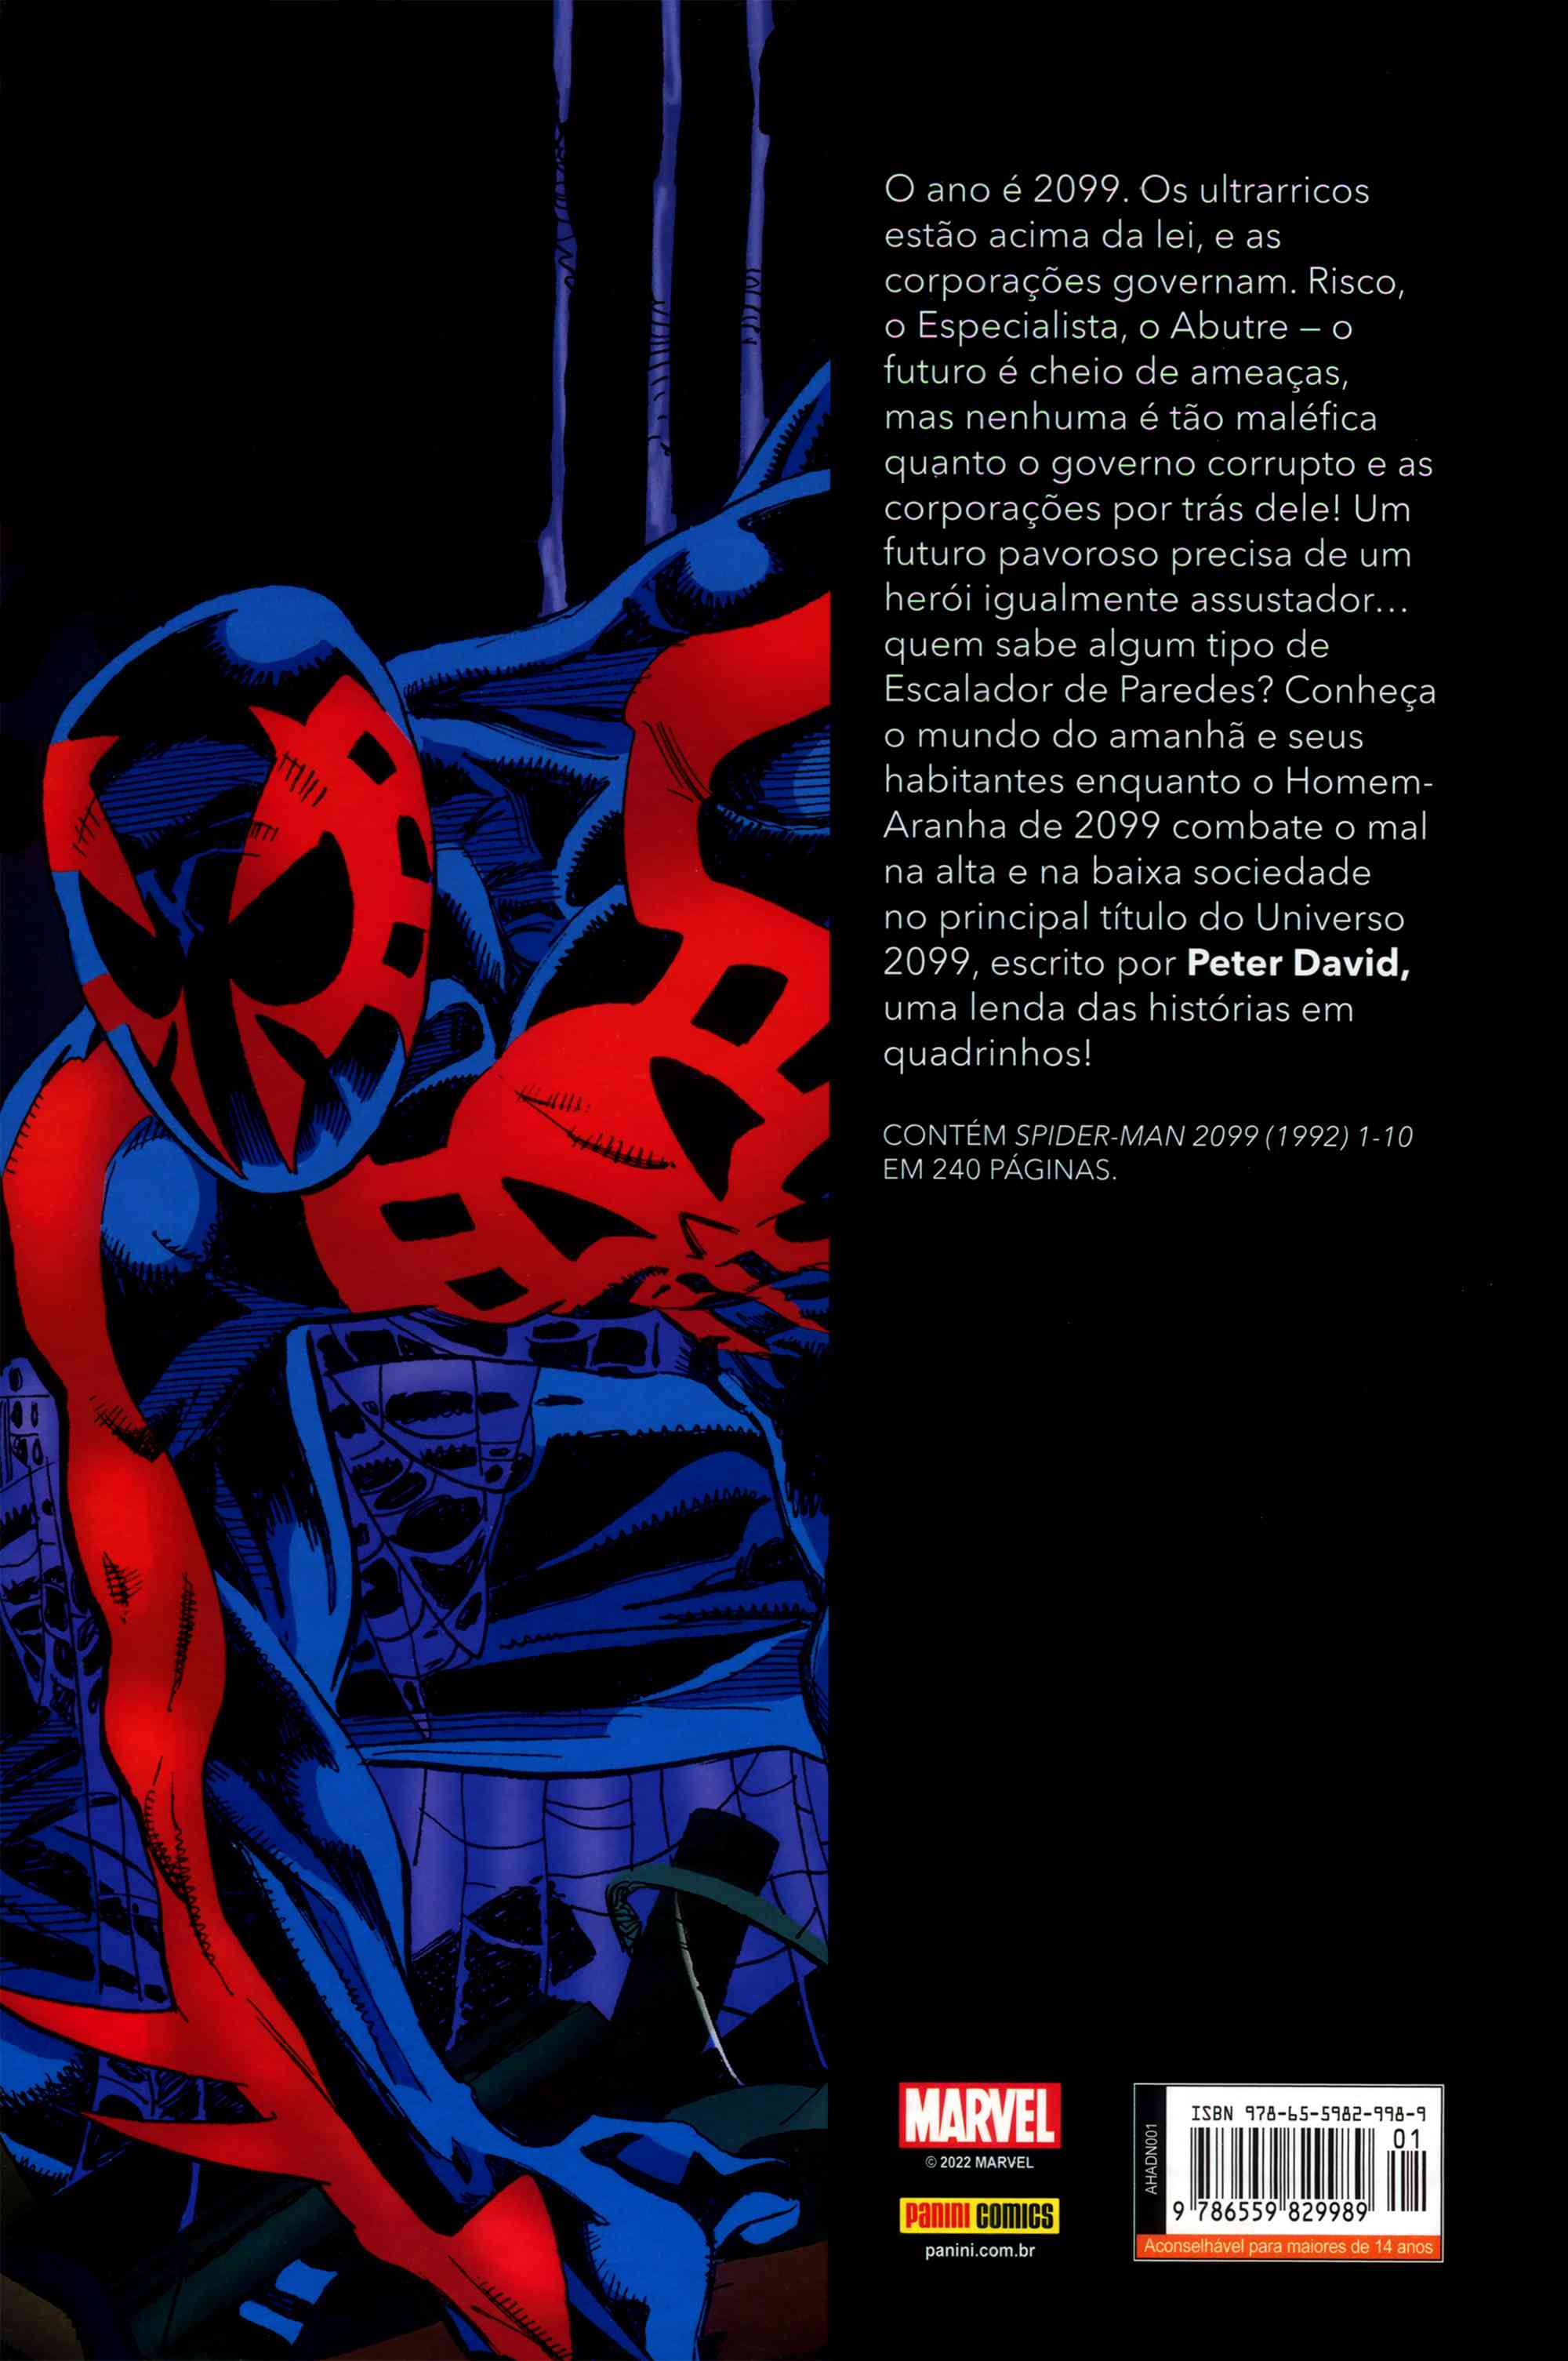 O ano é 2099. Os ultrarricos
estão acima da lei, e as
corporações governam. Risco,
o Especialista, o Abutre – o
futuro é cheio de ameaças,
mas nenhuma é tão maléfica
quanto o governo corrupto e as
corporações por trás dele! Um
futuro pavoroso precisa de um
herói igualmente assustador...
quem sabe algum tipo de
Escalador de Paredes? Conheça
o mundo do amanhã e seus
habitantes enquanto o Homem-
Aranha de 2099 combate o mal
na alta e na baixa sociedade
no principal título do Universo
2099, escrito por Peter David,
uma lenda das histórias em
quadrinhos!
CONTÉM SPIDER-MAN 2099 (1992) 1-10
EM 240 PÁGINAS.
MARVEL
© 2022 MARVEL
PANINI COMICS
panini.com.br
AHADN001
ISBN 978-65-5982-998-9
01
9 786559 829989
Aconselhável para maiores de 14 anos